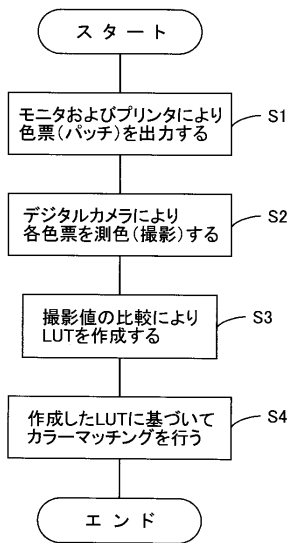 スタート
モニタおよびプリンタにより
色票(パッチ)を出力する
S1
デジタルカメラにより
各色票を測色(撮影)する
S2
撮影値の比較により
LUTを作成する
S3
作成したLUTに基づいて
カラーマッチングを行う
S4
エンド